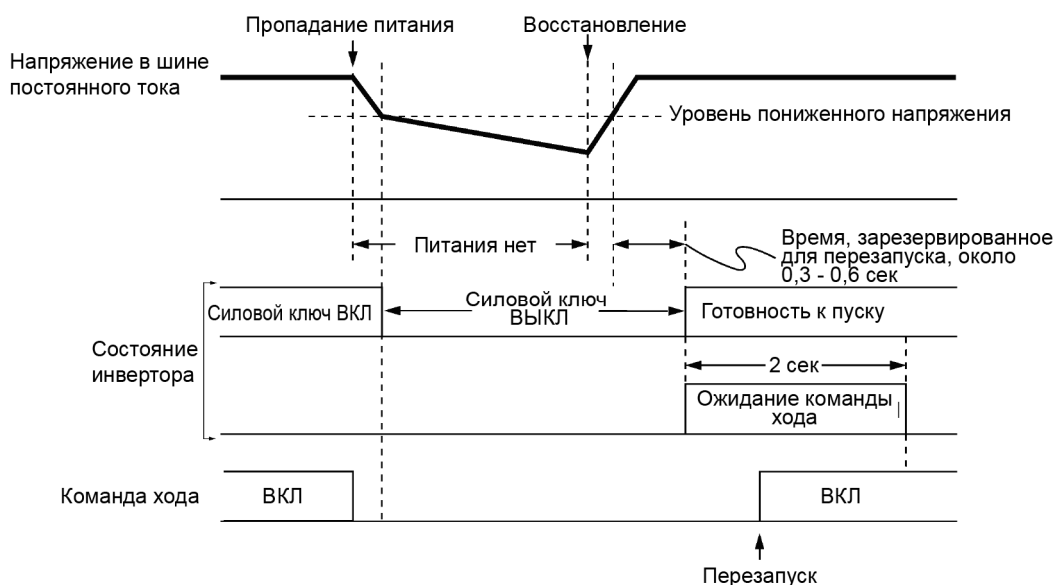 Пропадание питания
Восстановление
Напряжение в шине
постоянного тока
Уровень пониженного напряжения
Питания нет
Время, зарезервированное
для перезапуска, около
0,3 - 0,6 сек
Силовой ключ ВКЛ
Силовой ключ
ВЫКЛ
Готовность к пуску
Состояние
инвертора
2 сек
Ожидание команды
хода
Команда хода
ВКЛ
ВКЛ
Перезапуск